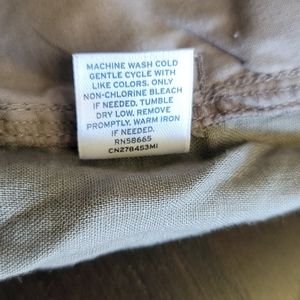 MACHINE WASH COLD
GENTLE CYCLE WITH
LIKE COLORS. ONLY
NON-CHLORINE BLEACH
IF NEEDED. TUMBLE
DRY LOW. REMOVE
PROMPTLY. WARM IRON
IF NEEDED.
RN58665
CN278453MI